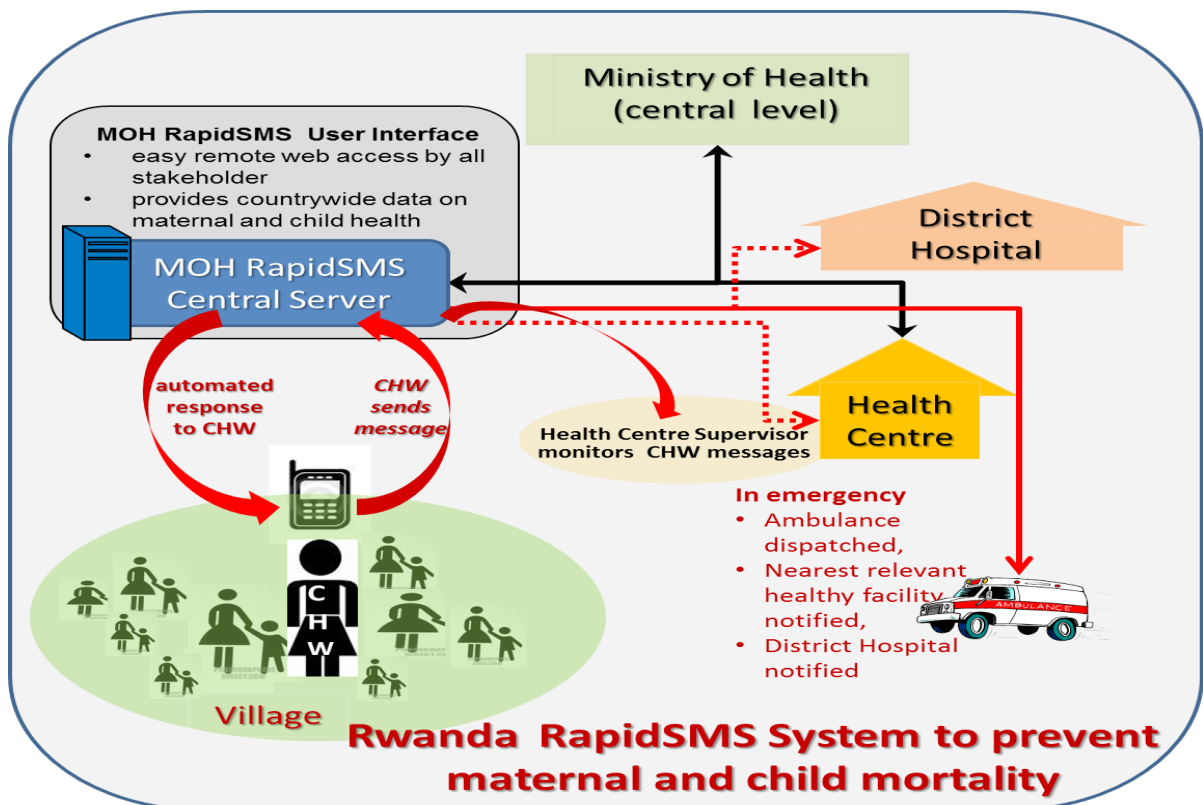 Ministry of Health
(central level)
MOH RapidSMS User Interface
• easy remote web access by all
stakeholder
• provides countrywide data on
maternal and child health
MOH RapidSMS
Central Server
District
Hospital
automated
response
to CHW
CHW
sends
message
Health Centre Supervisor
monitors CHW messages
Health
Centre
In emergency
• Ambulance
dispatched,
• Nearest relevant
healthy facility
notified,
• District Hospital
notified
AMBULANCE
C
H
W
Village
Rwanda RapidSMS System to prevent
maternal and child mortality